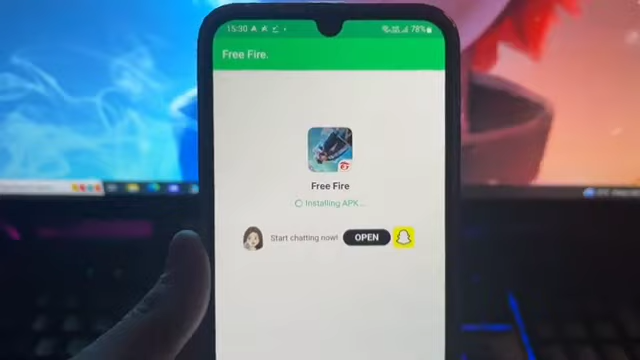 15:30
78%
Free Fire.
Free Fire
Installing APK...
Start chatting now! OPEN